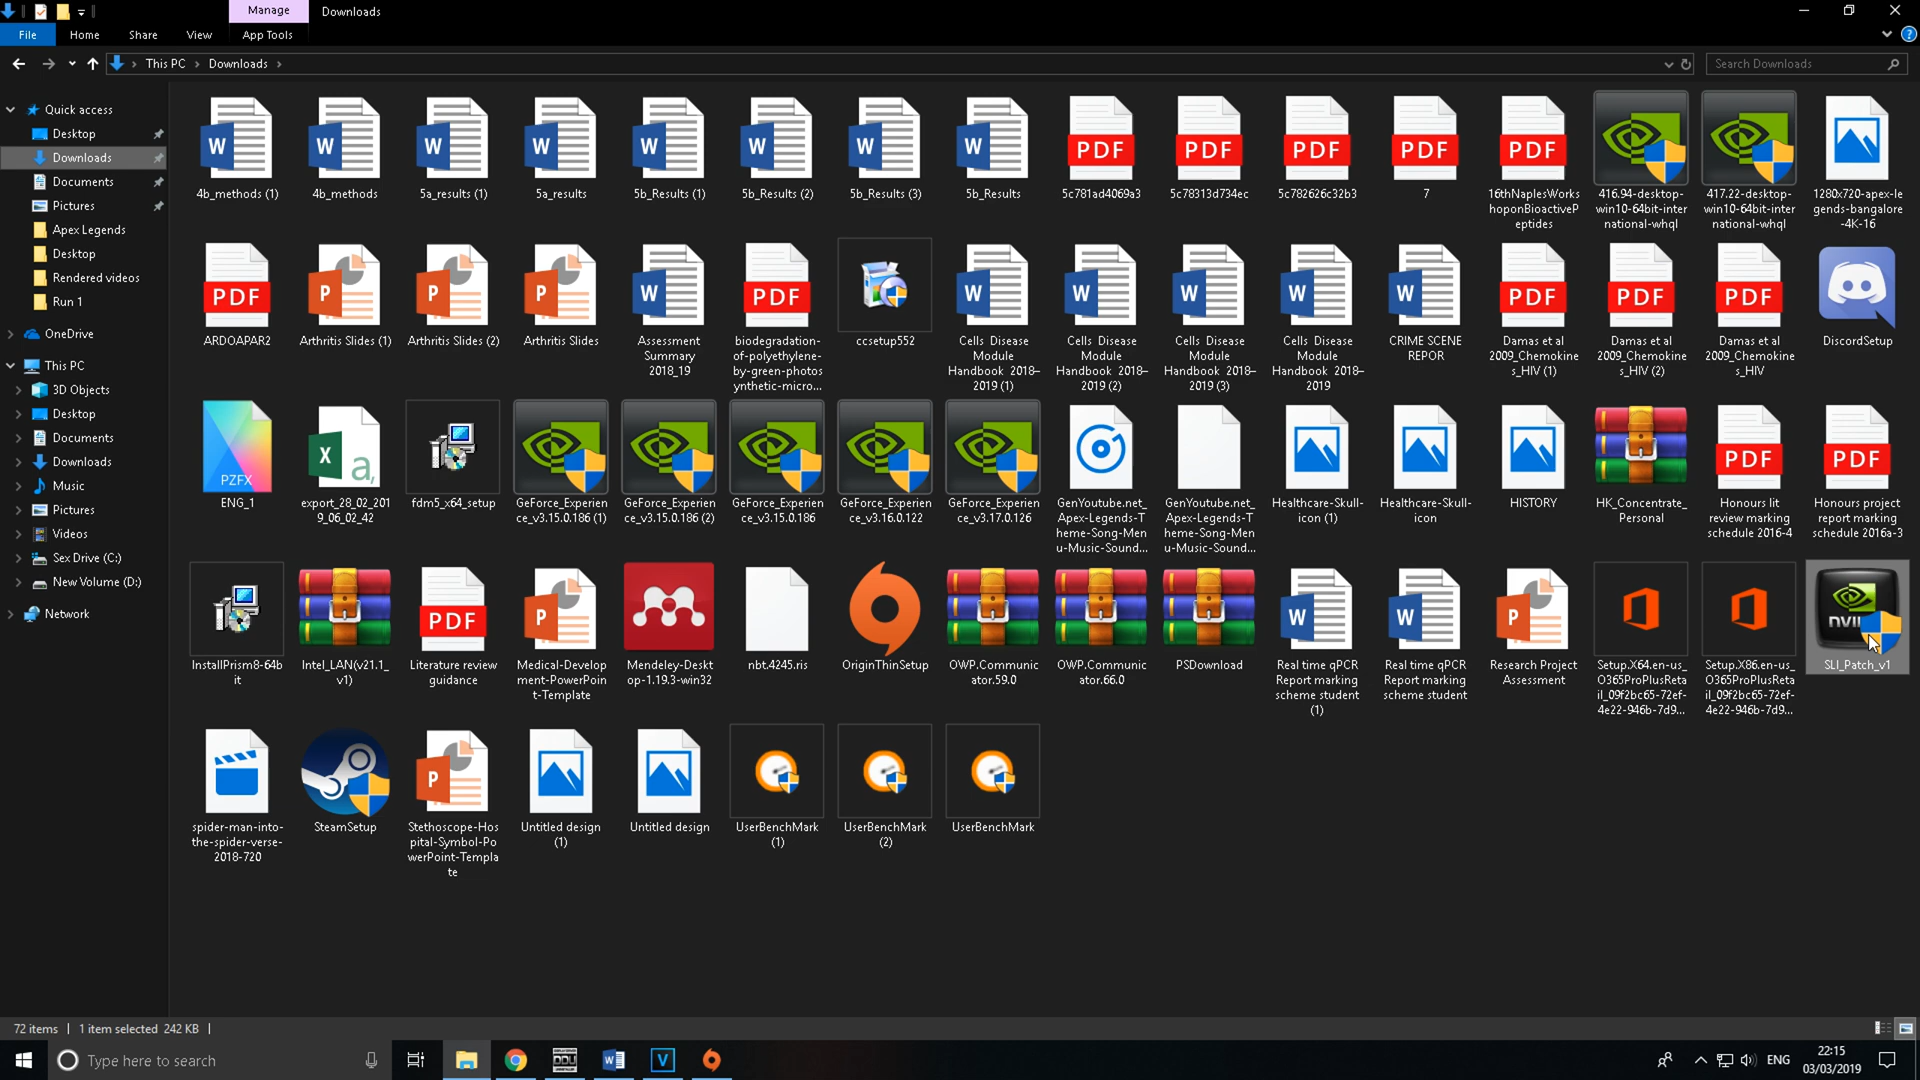 Manage
Downloads
File
Home
Share
View
App Tools
This PC
Downloads
Search Downloads
Quick access
Desktop
Downloads
Documents
Pictures
Apex Legends
Desktop
Rendered videos
Run 1
OneDrive
This PC
3D Objects
Desktop
Documents
Downloads
Music
Pictures
Videos
Sex Drive (C:)
New Volume (D:)
Network
4b_methods (1)
4b_methods
5a_results (1)
5a_results
5b_Results (1)
5b_Results (2)
5b_Results (3)
5b_Results
5c781ad4069a3
5c78313d734ec
5c782626c32b3
7
16thNaplesWorks
hoponBioactiveP
eptides
416.94-desktop-
win10-64bit-inter
national-whql
417.22-desktop-
win10-64bit-inter
national-whql
1280x720-apex-le
gends-bangalore
-4K-16
ARDOAPAR2
Arthritis Slides (1)
Arthritis Slides (2)
Arthritis Slides
Assessment
Summary
2018_19
biodegradation-
of-polyethylene-
by-green-photos
ynthetic-micro...
ccsetup552
Cells Disease
Module
Handbook 2018–
2019 (1)
Cells Disease
Module
Handbook 2018–
2019 (2)
Cells Disease
Module
Handbook 2018–
2019 (3)
Cells Disease
Module
Handbook 2018–
2019
CRIME SCENE
REPOR
Damas et al
2009_Chemokine
s_HIV (1)
Damas et al
2009_Chemokine
s_HIV (2)
Damas et al
2009_Chemokine
s_HIV
DiscordSetup
PZFX
ENG_1
export_28_02_201
9_06_02_42
fdm5_x64_setup
GeForce_Experien
ce_v3.15.0.186 (1)
GeForce_Experien
ce_v3.15.0.186 (2)
GeForce_Experien
ce_v3.15.0.186
GeForce_Experien
ce_v3.16.0.122
GeForce_Experien
ce_v3.17.0.126
GenYoutube.net_
Apex-Legends-T
heme-Song-Men
u-Music-Sound...
GenYoutube.net_
Apex-Legends-T
heme-Song-Men
u-Music-Sound...
Healthcare-Skull-
icon (1)
Healthcare-Skull-
icon
HISTORY
HK_Concentrate_
Personal
Honours lit
review marking
schedule 2016-4
Honours project
report marking
schedule 2016a-3
InstallPrism8-64b
it
Intel_LAN(v21.1_
v1)
Literature review
guidance
Medical-Develop
ment-PowerPoin
t-Template
Mendeley-Deskt
op-1.19.3-win32
nbt.4245.ris
OriginThinSetup
OWP.Communic
ator.59.0
OWP.Communic
ator.66.0
PSDownload
Real time qPCR
Report marking
scheme student
(1)
Real time qPCR
Report marking
scheme student
Research Project
Assessment
Setup.X64.en-us_
O365ProPlusReta
il_09f2bc65-72ef-
4e22-946b-7d9...
Setup.X86.en-us_
O365ProPlusReta
il_09f2bc65-72ef-
4e22-946b-7d9...
SLI_Patch_v1
spider-man-into-
the-spider-verse-
2018-720
SteamSetup
Stethoscope-Hos
pital-Symbol-Po
werPoint-Templa
te
Untitled design
(1)
Untitled design
UserBenchMark
(1)
UserBenchMark
(2)
UserBenchMark
72 items
1 item selected 242 KB
Type here to search
DDU
ENG
22:15
03/03/2019